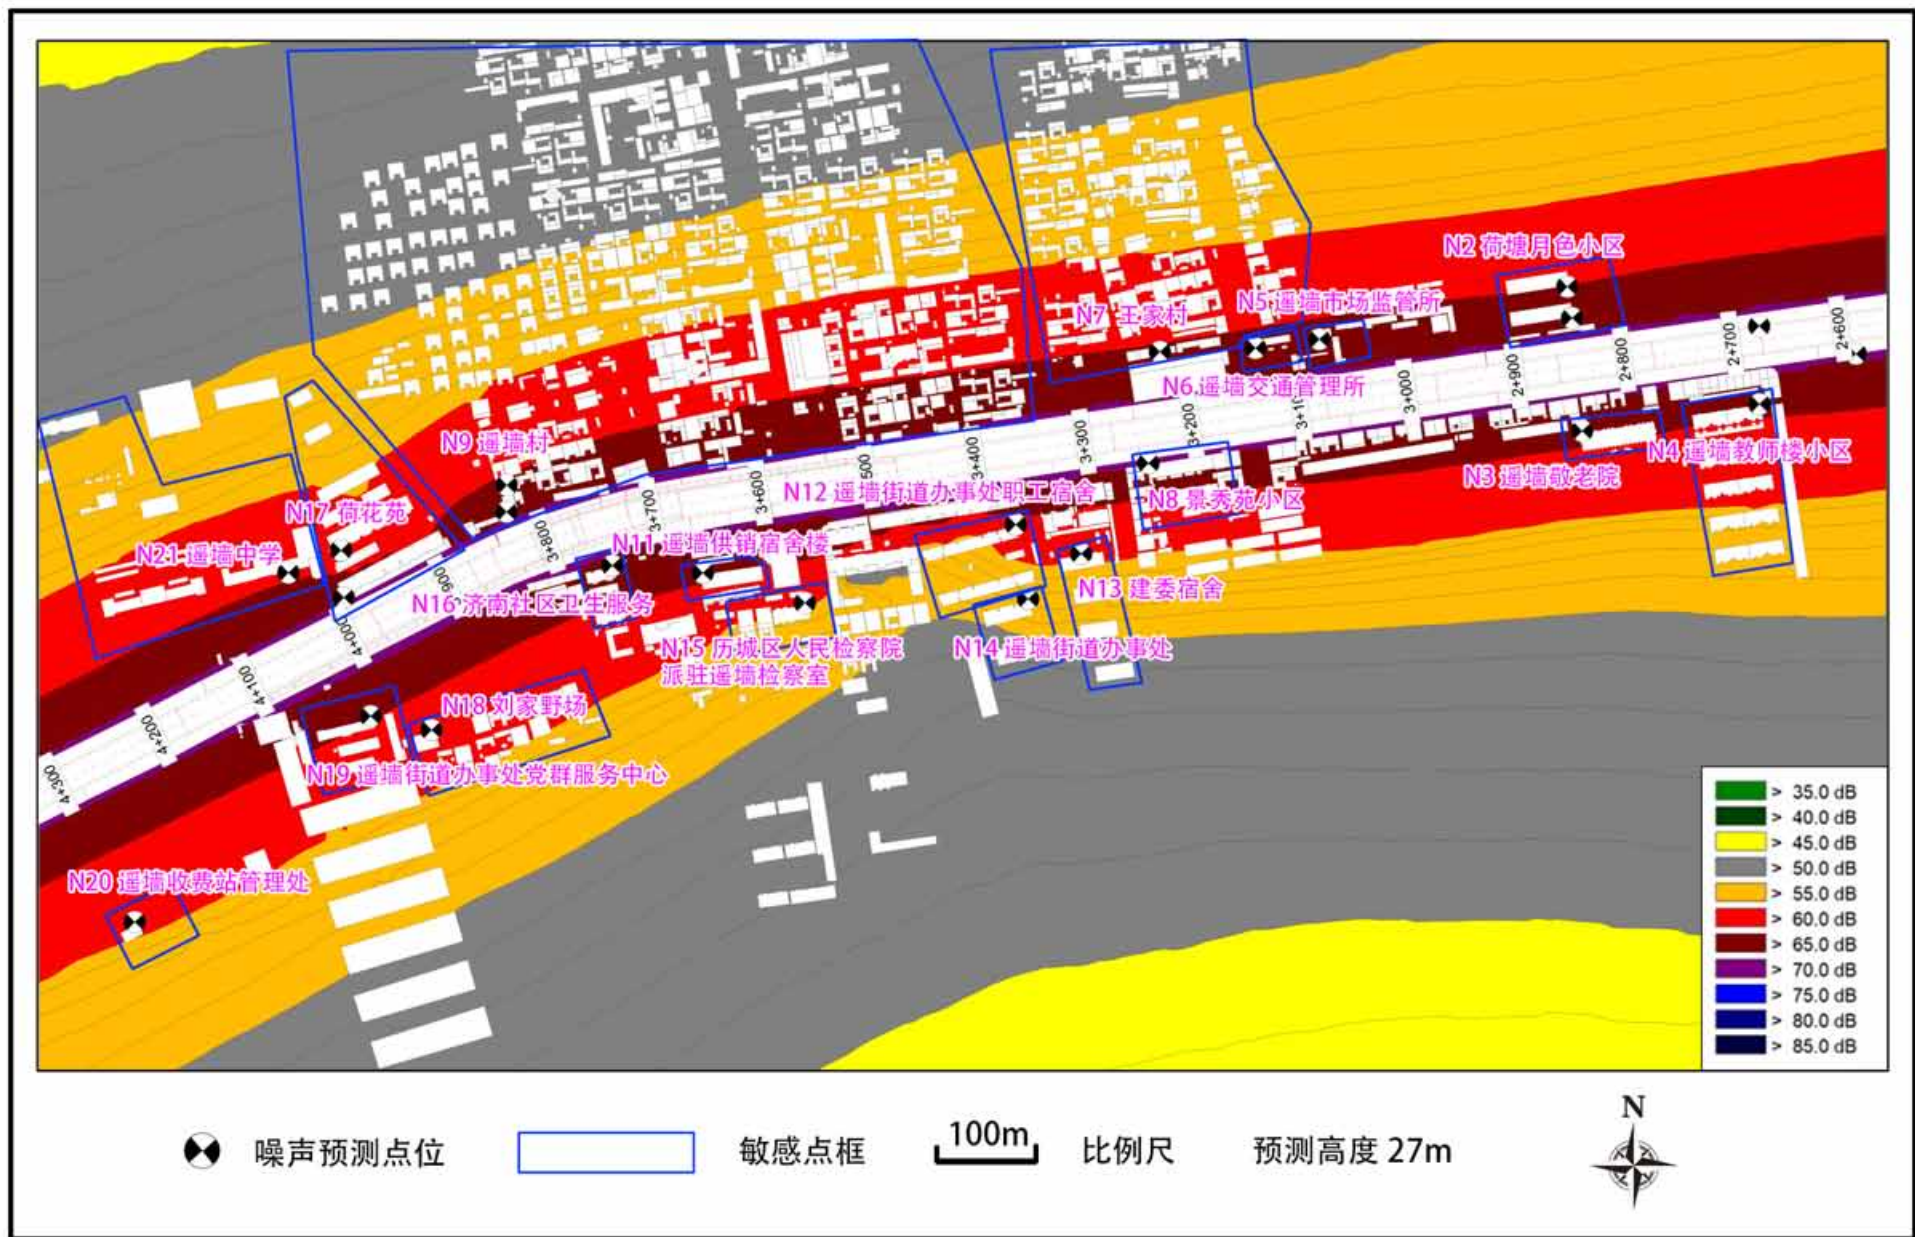 N2 荷塘月色小区
N5 遥墙市场监管所
N7 王家村
N6 遥墙交通管理所
2+600
2+700
2+800
2+900
3+000
3+200
3+300
3+400
3+600
3+700
3+800
4+000
4+100
4+200
4+300
N9 遥墙村
N4 遥墙教师楼小区
N3 遥墙敬老院
N8 景秀苑小区
N12 遥墙街道办事处职工宿舍
N17 荷花苑
N11 遥墙供销宿舍楼
N21 遥墙中学
N13 建委宿舍
N16 济南社区卫生服务
N15 历城区人民检察院
派驻遥墙检察室
N14 遥墙街道办事处
N18 刘家野场
N19 遥墙街道办事处党群服务中心
N20 遥墙收费站管理处
> 35.0 dB
> 40.0 dB
> 45.0 dB
> 50.0 dB
> 55.0 dB
> 60.0 dB
> 65.0 dB
> 70.0 dB
> 75.0 dB
> 80.0 dB
> 85.0 dB
噪声预测点位
敏感点框
100m
比例尺
预测高度 27m
N